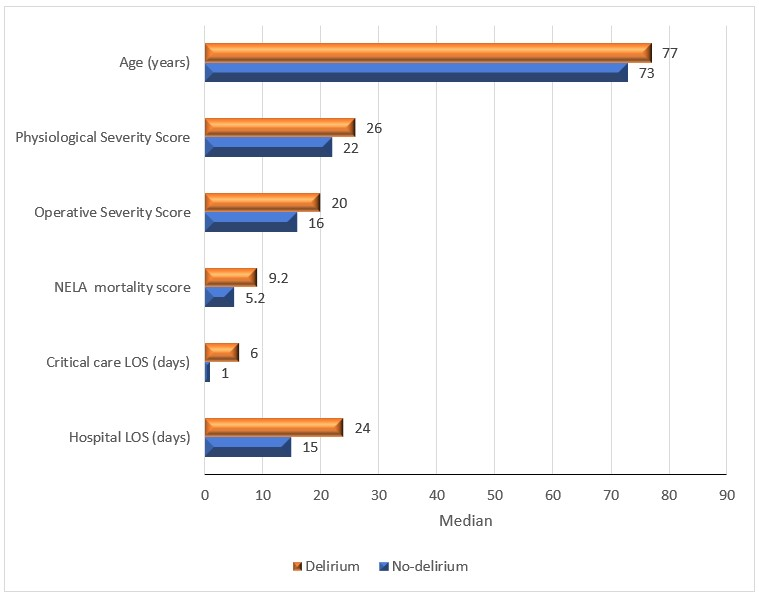 Age (years)
77
73
Physiological Severity Score
26
22
Operative Severity Score
20
16
NELA  mortality score
9.2
5.2
Critical care LOS (days)
6
1
Hospital LOS (days)
24
15
0 10 20 30 40 50 60 70 80 90
Median
Delirium No-delirium